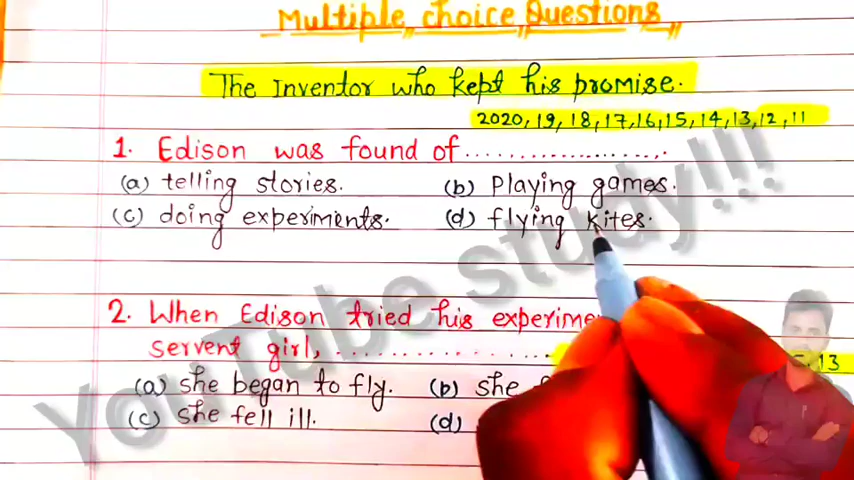 Multiple choice Questions
The Inventor who kept his promise.
2020, 19, 18, 17, 16, 15, 14, 13, 12, 11
1. Edison was found of ....................
(a) telling stories. (b) Playing games.
(c) doing experiments. (d) flying kites.
2. When Edison tried his experime
servent girl, ....................
13
(a) she began to fly. (b) she
(c) she fell ill. (d)
YouTube study!!!